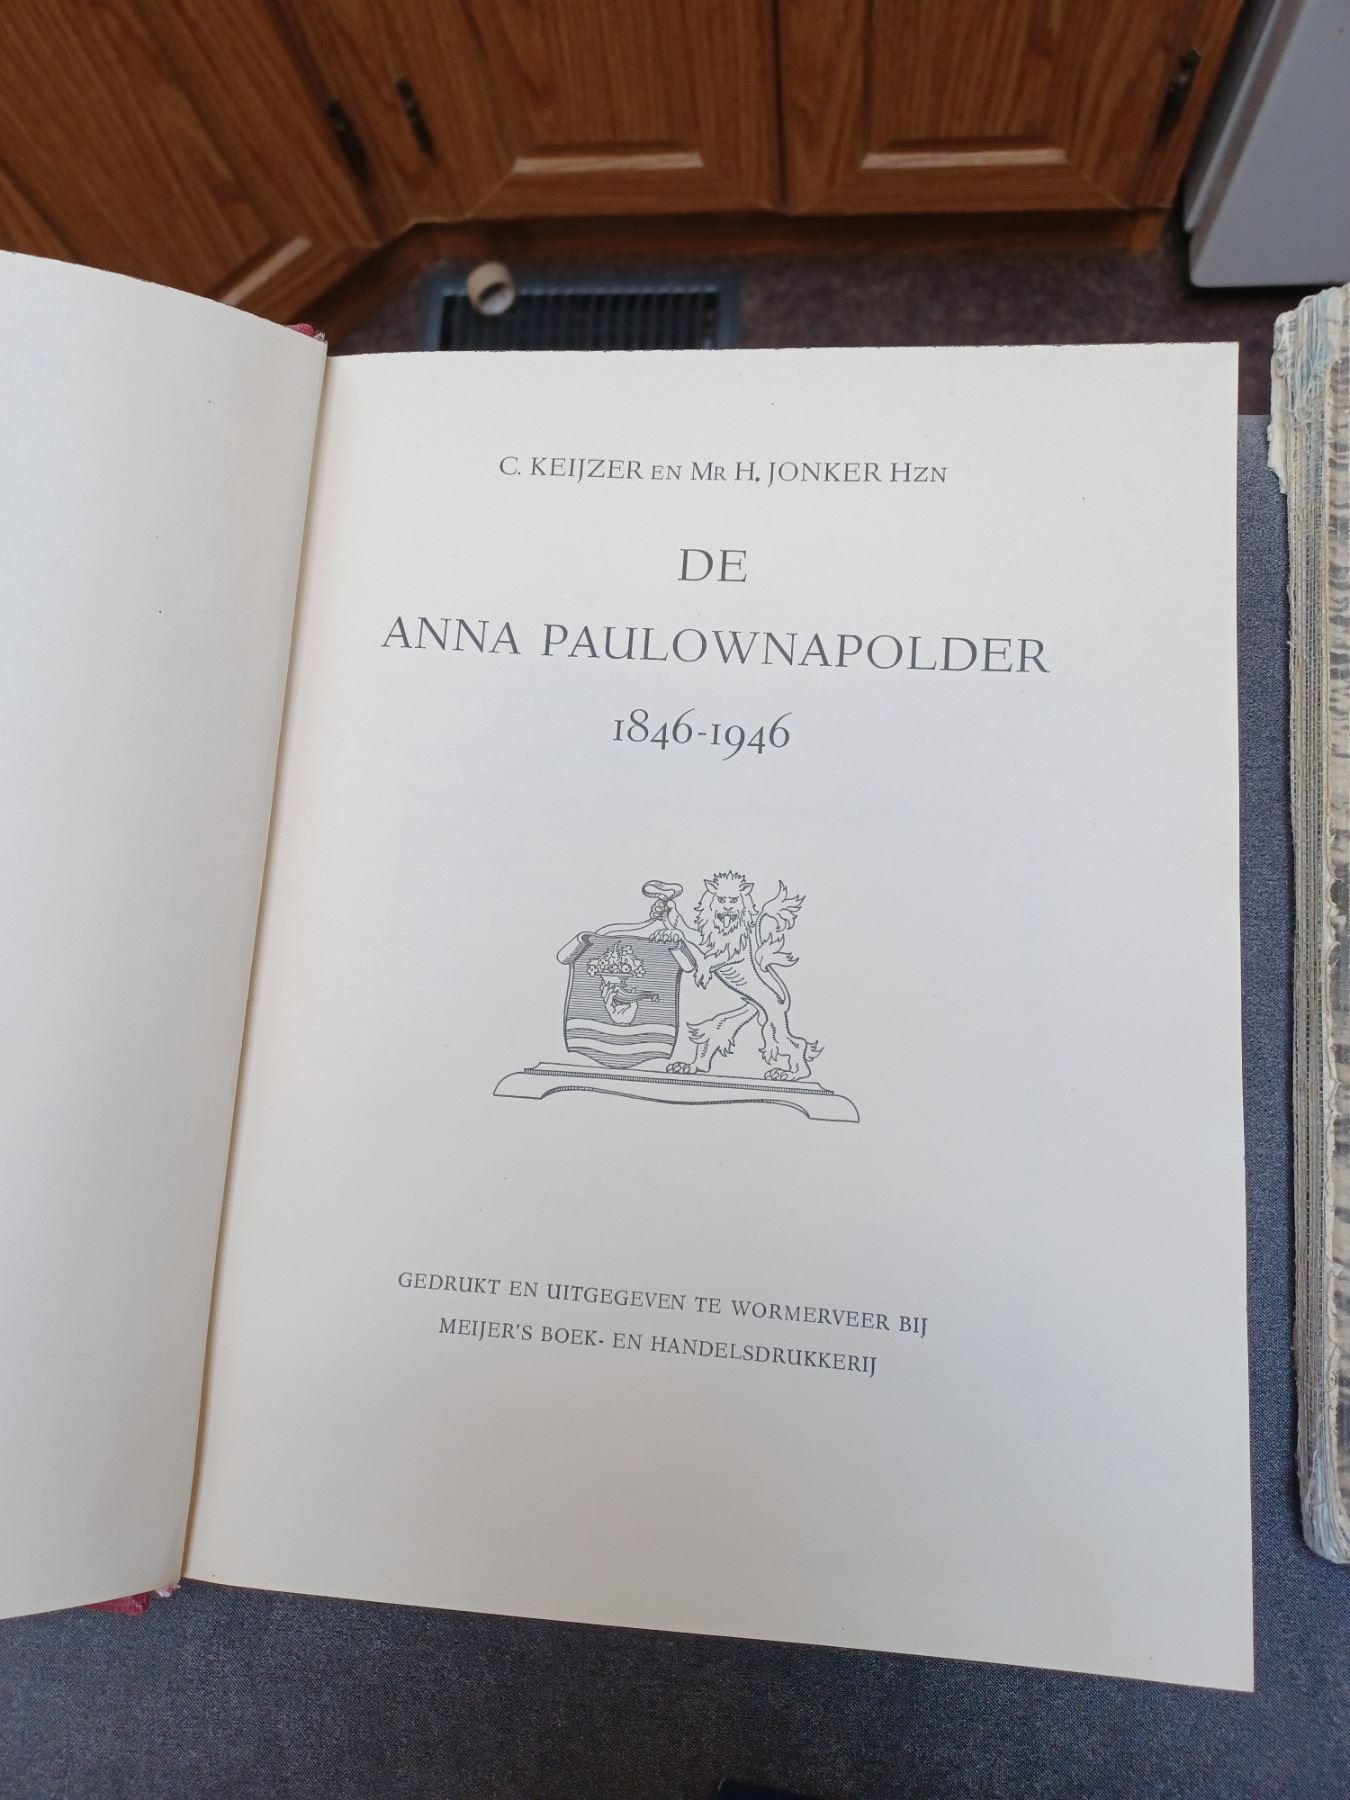 C. KEIJZER EN MR H. JONKER HZN
DE
ANNA PAULOWNAPOLDER
1846-1946
GEDRUKT EN UITGEGEVEN TE WORMERVEER BIJ
MEIJER'S BOEK- EN HANDELSDRUKKERIJ